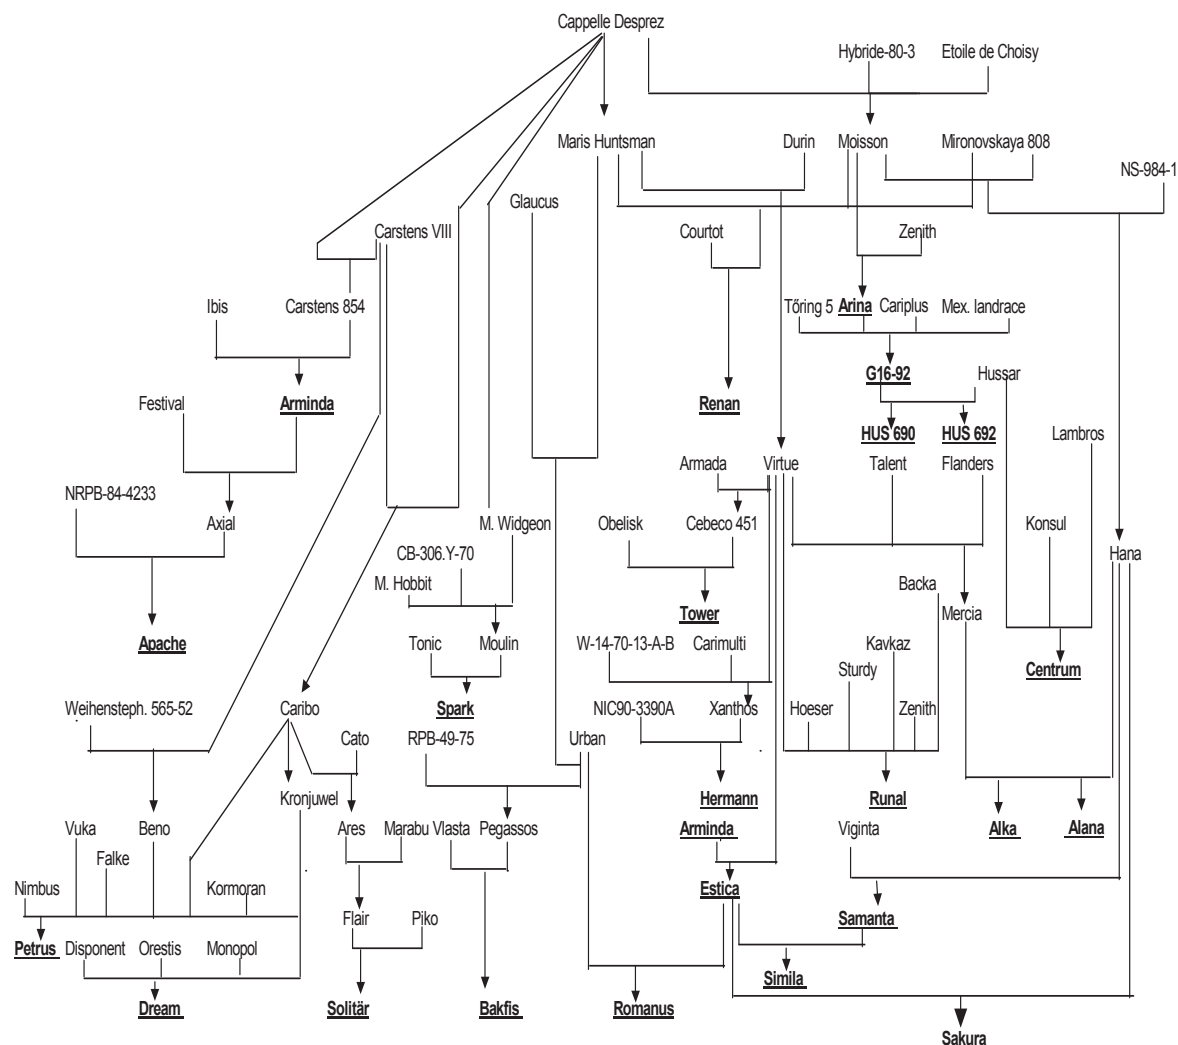 Cappelle Desprez
Hybride-80-3 Etoile de Choisy
Maris Huntsman Durin Moisson Mironovskaya 808
NS-984-1
Glaucus
Carstens VIII Courtot Zenith
Ibis Carstens 854 Tőring 5 Arina Cariplus Mex. landrace
G16-92 Hussar
Festival Arminda Renan
HUS 690 HUS 692 Lambros
Armada Virtue Talent Flanders
NRPB-84-4233
Axial M. Widgeon Obelisk Cebeco 451 Konsul
CB-306.Y-70 Hana
M. Hobbit Backa
Tower Mercia
Apache Tonic Moulin W-14-70-13-A-B Carimulti Kavkaz
Sturdy Centrum
Weihensteph. 565-52 Caribo Spark NIC90-3390A Xanthos Hoeser Zenith
Cato RPB-49-75 Urban
Kronjuwel Hermann Runal
Vuka Beno Ares Marabu Vlasta Pegassos Arminda Viginta Alka Alana
Falke
Nimbus Kormoran Estica
Flair Piko Samanta
Petrus Disponent Orestis Monopol
Simila
Dream Solitär Bakfis Romanus
Sakura